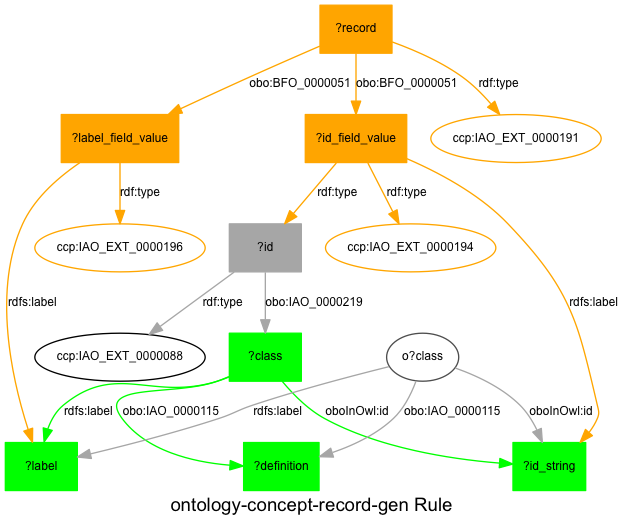 ?record
obo:BFO_0000051
obo:BFO_0000051
rdf:type
?label_field_value
?id_field_value
ccp:IAO_EXT_0000191
rdf:type
rdf:type
rdf:type
ccp:IAO_EXT_0000196
?id
ccp:IAO_EXT_0000194
rdfs:label
rdf:type
obo:IAO_0000219
rdfs:label
ccp:IAO_EXT_0000088
?class
o?class
rdfs:label
obo:IAO_0000115
rdfs:label
oboInOwl:id
obo:IAO_0000115
oboInOwl:id
?label
?definition
?id_string
ontology-concept-record-gen Rule